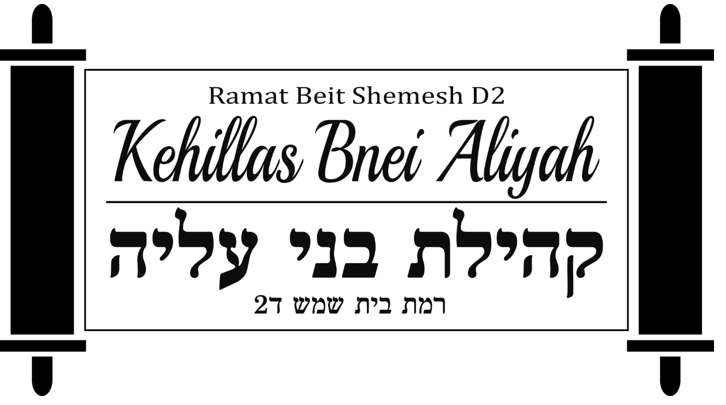 Ramat Beit Shemesh D2
Kehillas Bnei Aliyah
קהילת בני עליה
רמת בית שמש ד2